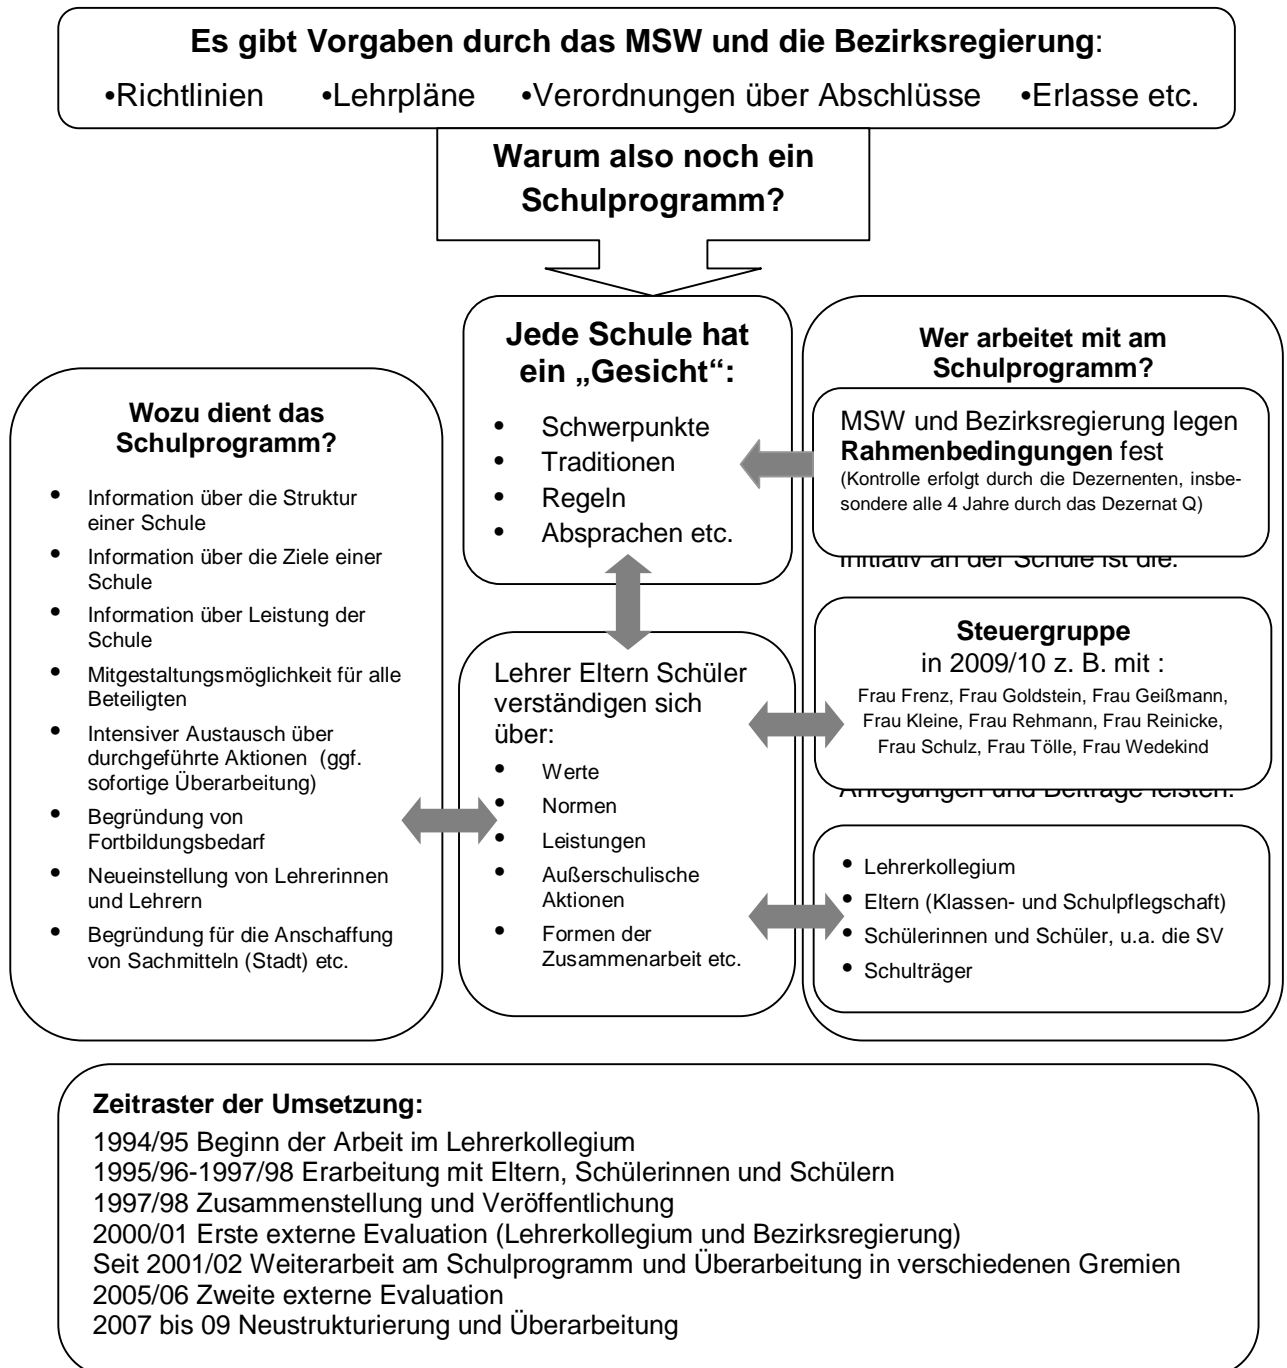 Es gibt Vorgaben durch das MSW und die Bezirksregierung:
•Richtlinien •Lehrpläne •Verordnungen über Abschlüsse •Erlasse etc.
Warum also noch ein
Schulprogramm?
Wozu dient das
Schulprogramm?
• Information über die Struktur
einer Schule
• Information über die Ziele einer
Schule
• Information über Leistung der
Schule
• Mitgestaltungsmöglichkeit für alle
Beteiligten
• Intensiver Austausch über
durchgeführte Aktionen (ggf.
sofortige Überarbeitung)
• Begründung von
Fortbildungsbedarf
• Neueinstellung von Lehrerinnen
und Lehrern
• Begründung für die Anschaffung
von Sachmitteln (Stadt) etc.
Jede Schule hat
ein „Gesicht“:
• Schwerpunkte
• Traditionen
• Regeln
• Absprachen etc.
Lehrer Eltern Schüler
verständigen sich
über:
• Werte
• Normen
• Leistungen
• Außerschulische
Aktionen
• Formen der
Zusammenarbeit etc.
Wer arbeitet mit am
Schulprogramm?
MSW und Bezirksregierung legen
Rahmenbedingungen fest
(Kontrolle erfolgt durch die Dezernenten, insbe-
sondere alle 4 Jahre durch das Dezernat Q)
Initiativ an der Schule ist die:
Steuergruppe
in 2009/10 z. B. mit :
Frau Frenz, Frau Goldstein, Frau Geißmann,
Frau Kleine, Frau Rehmann, Frau Reinicke,
Frau Schulz, Frau Tölle, Frau Wedekind
Anregungen und Beiträge leisten:
• Lehrerkollegium
• Eltern (Klassen- und Schulpflegschaft)
• Schülerinnen und Schüler, u.a. die SV
• Schulträger
Zeitraster der Umsetzung:
1994/95 Beginn der Arbeit im Lehrerkollegium
1995/96-1997/98 Erarbeitung mit Eltern, Schülerinnen und Schülern
1997/98 Zusammenstellung und Veröffentlichung
2000/01 Erste externe Evaluation (Lehrerkollegium und Bezirksregierung)
Seit 2001/02 Weiterarbeit am Schulprogramm und Überarbeitung in verschiedenen Gremien
2005/06 Zweite externe Evaluation
2007 bis 09 Neustrukturierung und Überarbeitung